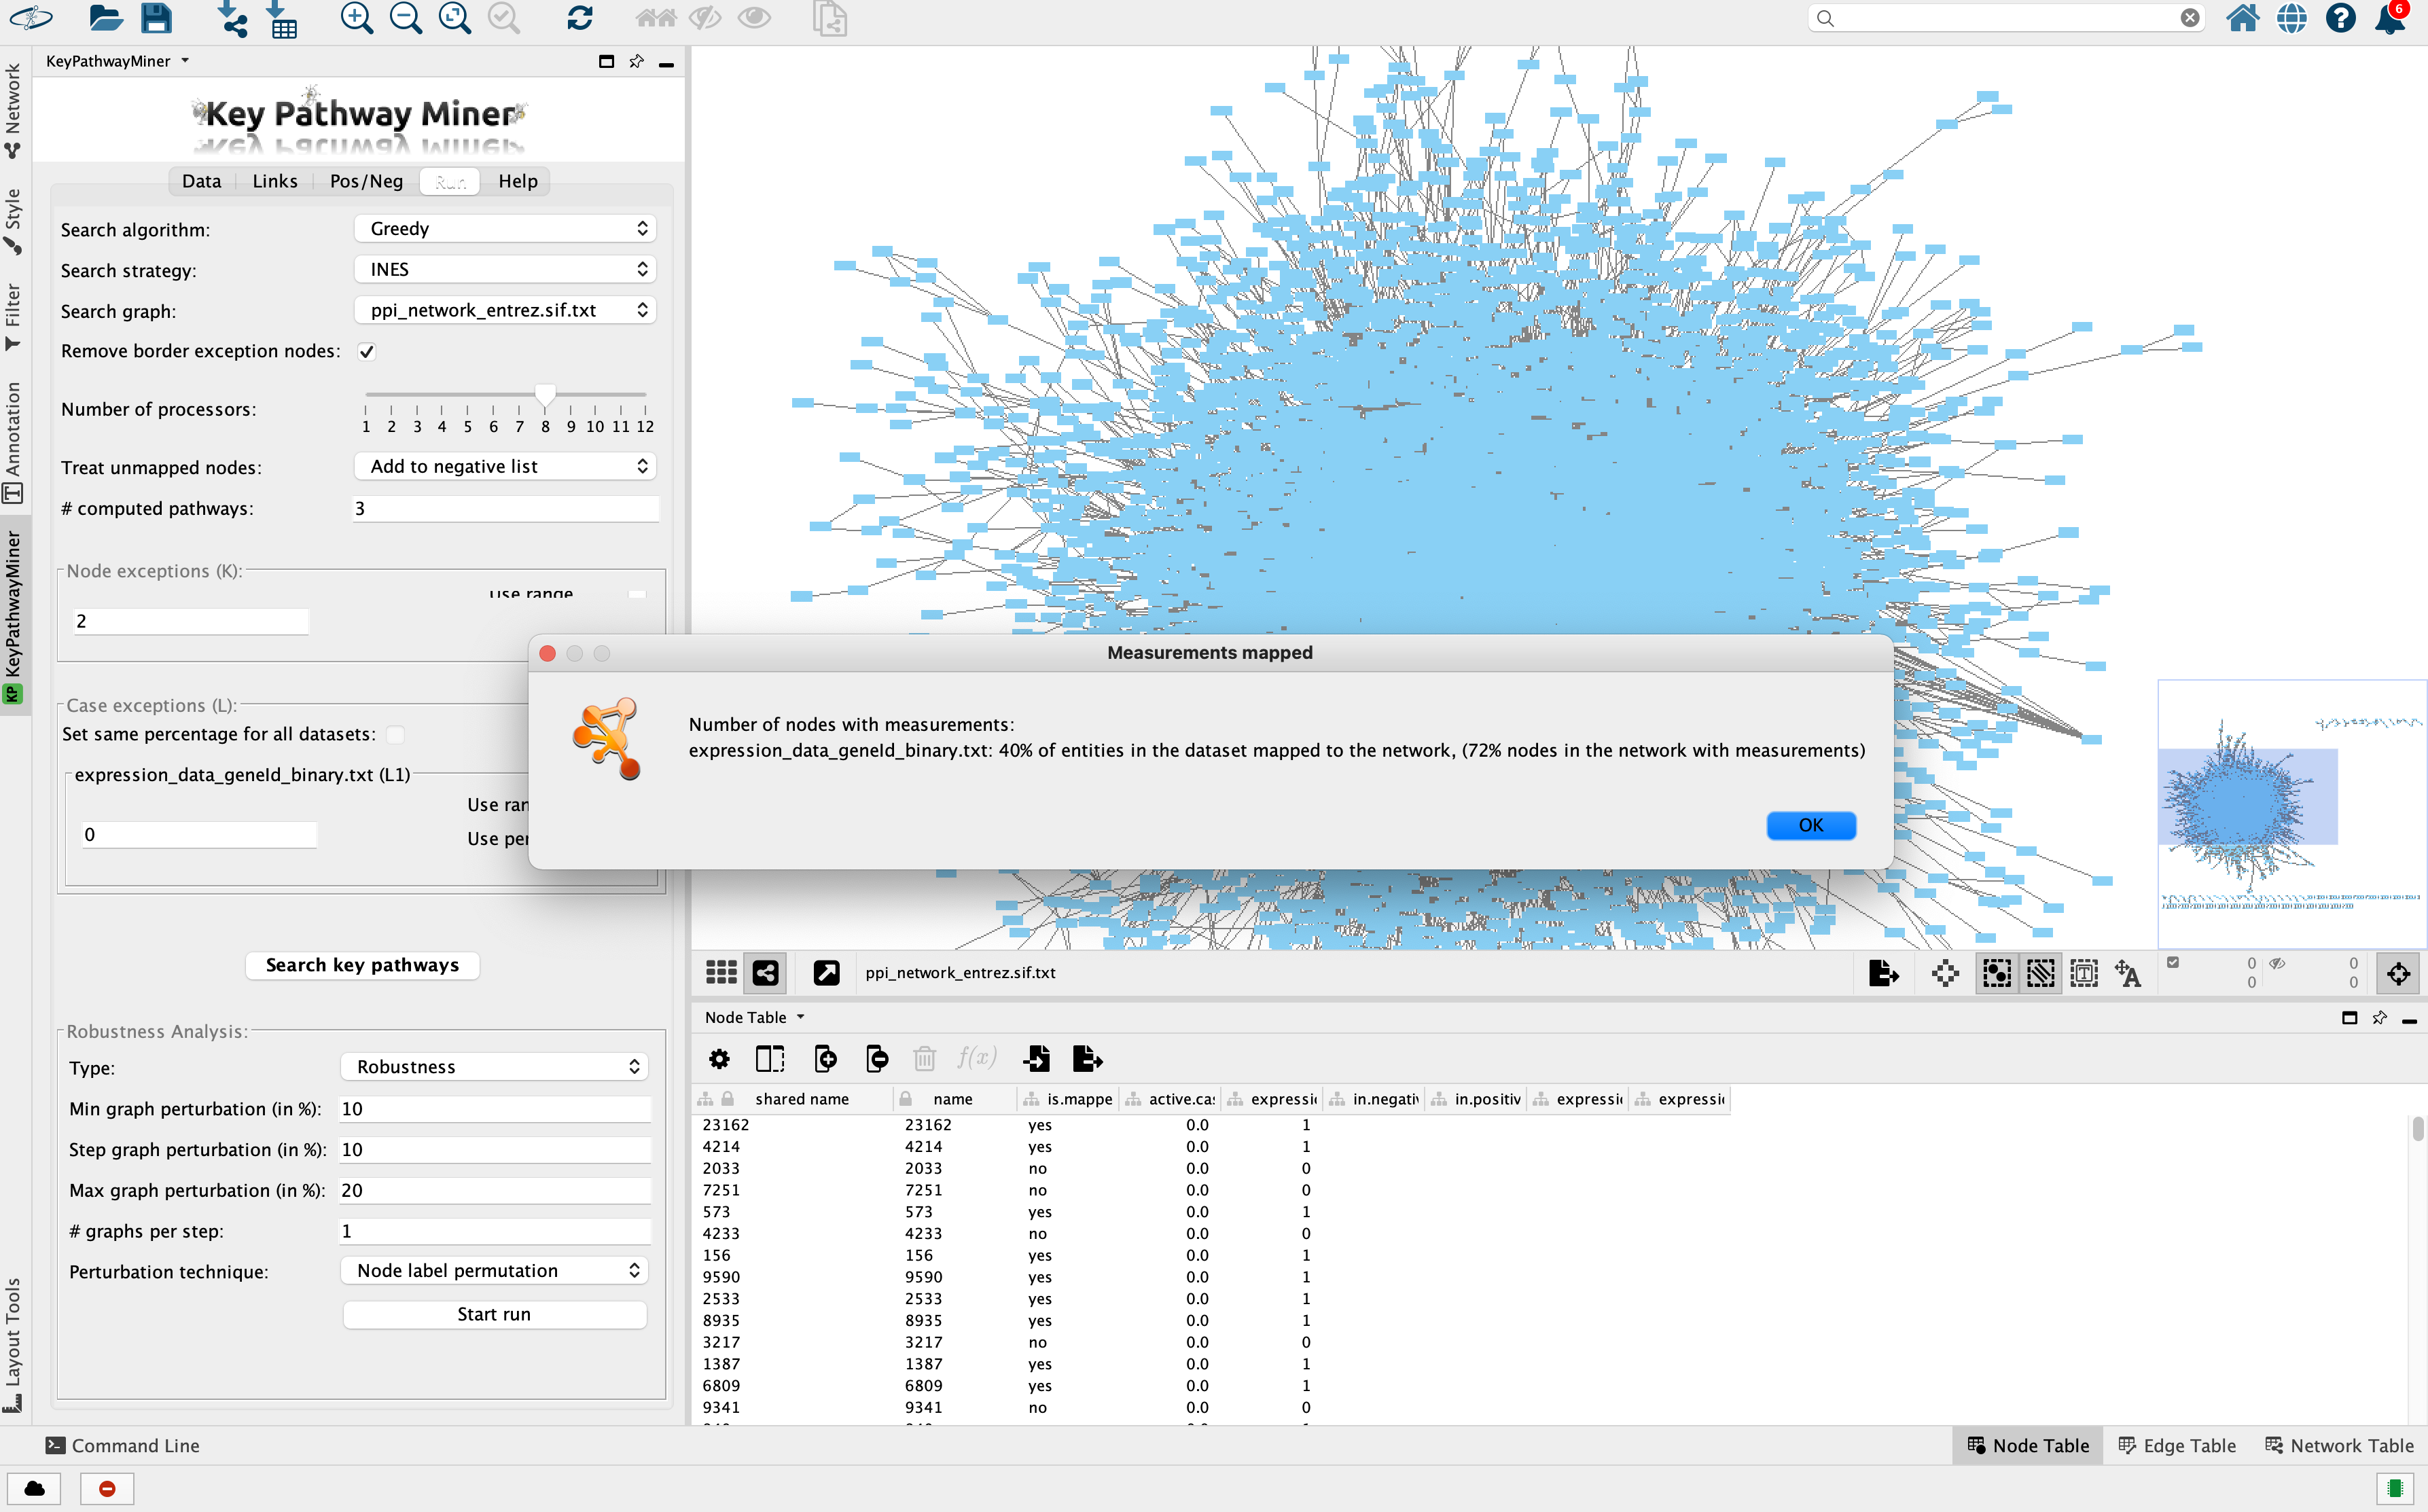 6
KeyPathwayMiner
Key Pathway Miner
Data Links Pos/Neg Run Help
Network
Style
Filter
Annotation
KeyPathwayMiner
KP
Layout Tools
Search algorithm: Greedy
Search strategy: INES
Search graph: ppi_network_entrez.sif.txt
Remove border exception nodes:
Number of processors:
1 2 3 4 5 6 7 8 9 10 11 12
Treat unmapped nodes: Add to negative list
# computed pathways: 3
Node exceptions (K):
use range
2
Case exceptions (L):
Set same percentage for all datasets:
expression_data_geneId_binary.txt (L1)
Use ran
0
Use per
Search key pathways
Robustness Analysis:
Type: Robustness
Min graph perturbation (in %): 10
Step graph perturbation (in %): 10
Max graph perturbation (in %): 20
# graphs per step: 1
Perturbation technique: Node label permutation
Start run
Measurements mapped
Number of nodes with measurements:
expression_data_geneId_binary.txt: 40% of entities in the dataset mapped to the network, (72% nodes in the network with measurements)
OK
ppi_network_entrez.sif.txt
0 0
0 0
Node Table
f(x)
shared name name is.mappe active.cas expressio in.negativ in.positiv expressio expressio
23162 23162 yes 0.0 1
4214 4214 yes 0.0 1
2033 2033 no 0.0 0
7251 7251 no 0.0 0
573 573 yes 0.0 1
4233 4233 no 0.0 0
156 156 yes 0.0 1
9590 9590 yes 0.0 1
2533 2533 yes 0.0 1
8935 8935 yes 0.0 1
3217 3217 no 0.0 0
1387 1387 yes 0.0 1
6809 6809 yes 0.0 1
9341 9341 no 0.0 0
Command Line
Node Table Edge Table Network Table